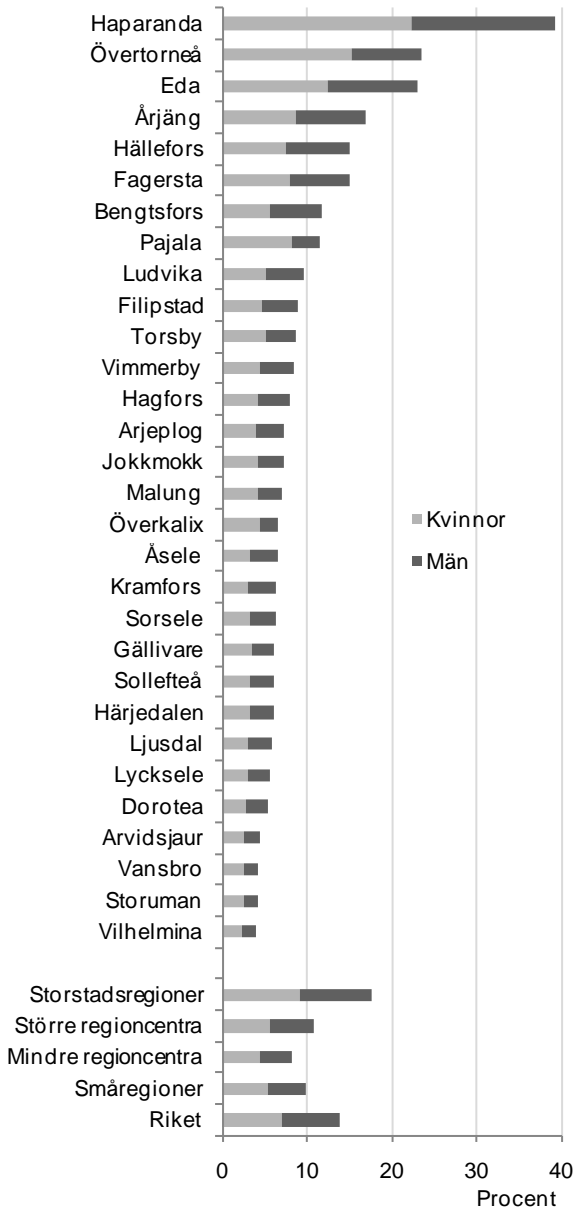 Haparanda
Övertorneå
Eda
Årjäng
Hällefors
Fagersta
Bengtsfors
Pajala
Ludvika
Filipstad
Torsby
Vimmerby
Hagfors
Arjeplog
Jokkmokk
Malung
Överkalix
Åsele
Kramfors
Sorsele
Gällivare
Sollefteå
Härjedalen
Ljusdal
Lycksele
Dorotea
Arvidsjaur
Vansbro
Storuman
Vilhelmina
Kvinnor
Män
Storstadsregioner
Större regioncentra
Mindre regioncentra
Småregioner
Riket
0 10 20 30 40
Procent